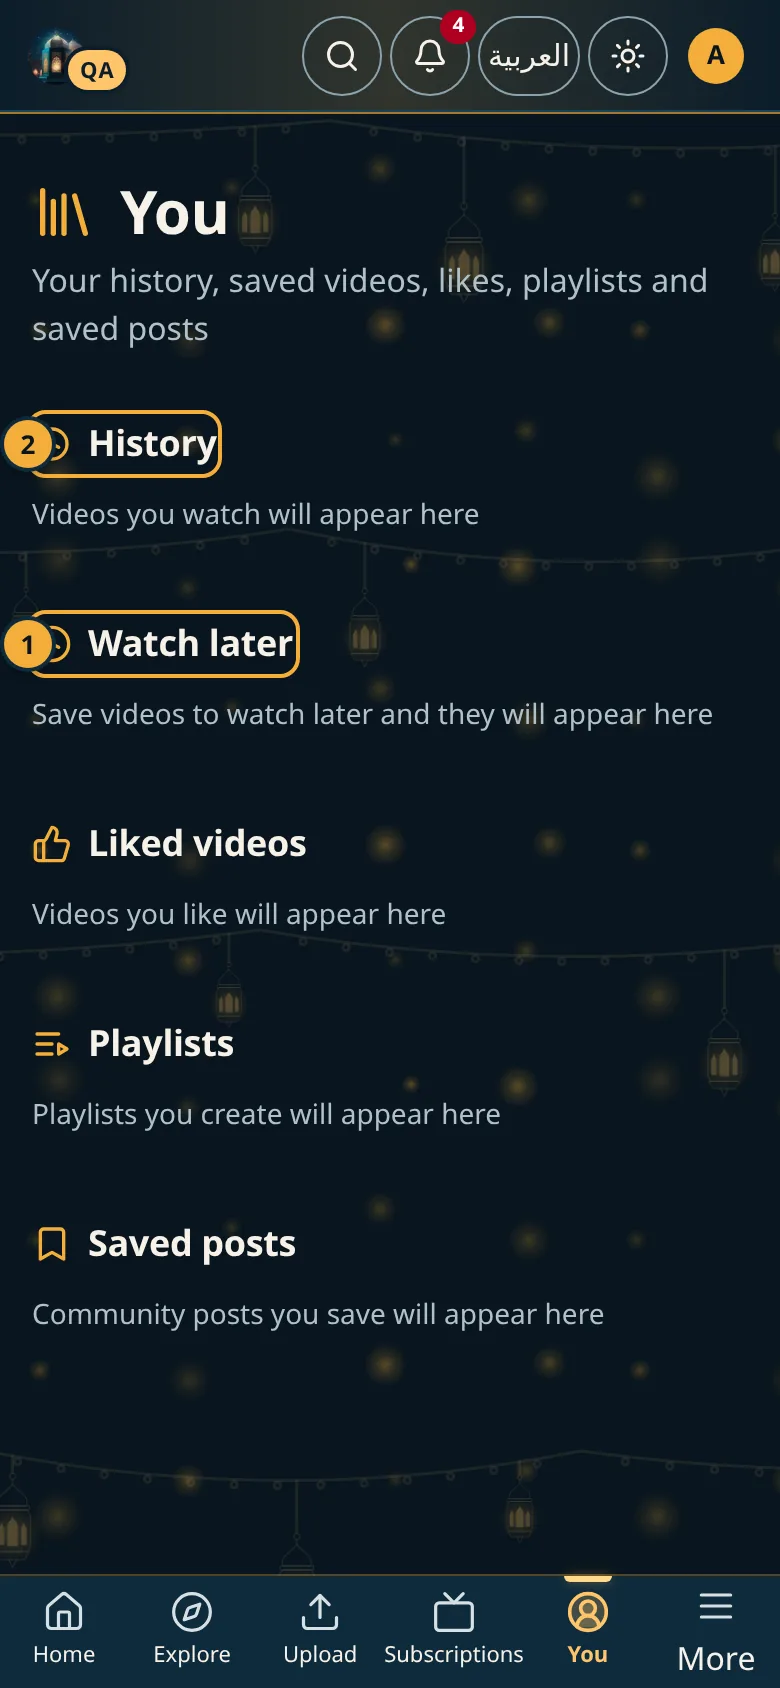 QA
4
العربية
A
You
Your history, saved videos, likes, playlists and
saved posts
2
History
Videos you watch will appear here
1
Watch later
Save videos to watch later and they will appear here
Liked videos
Videos you like will appear here
Playlists
Playlists you create will appear here
Saved posts
Community posts you save will appear here
Home
Explore
Upload
Subscriptions
You
More